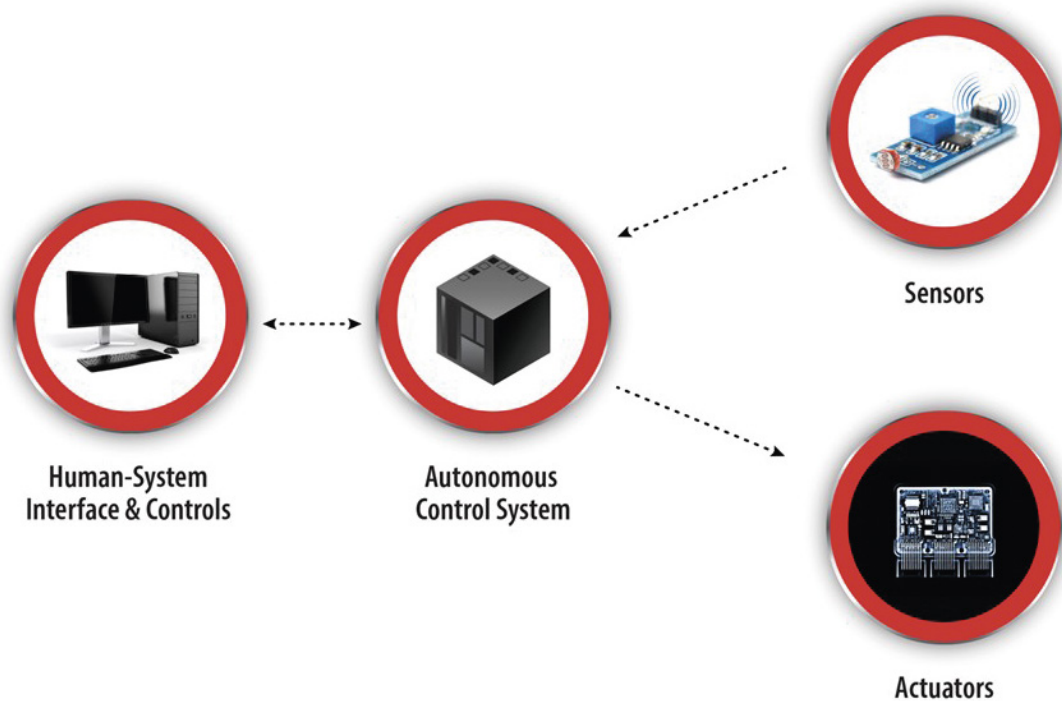 Sensors
Human-System
Interface & Controls
Autonomous
Control System
Actuators